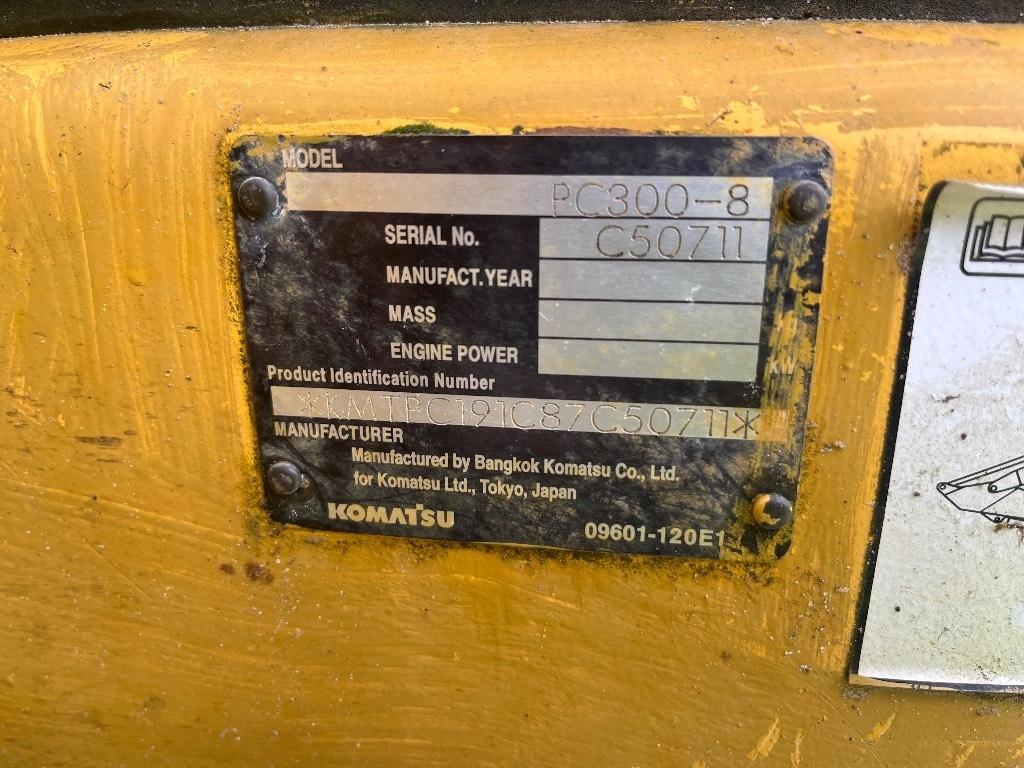 MODEL
PC300-8
SERIAL No. C50711
MANUFACT.YEAR
MASS
ENGINE POWER KW
Product Identification Number
*KMTPC191C87C50711*
MANUFACTURER
Manufactured by Bangkok Komatsu Co., Ltd.
for Komatsu Ltd., Tokyo, Japan
KOMATSU 09601-120E1